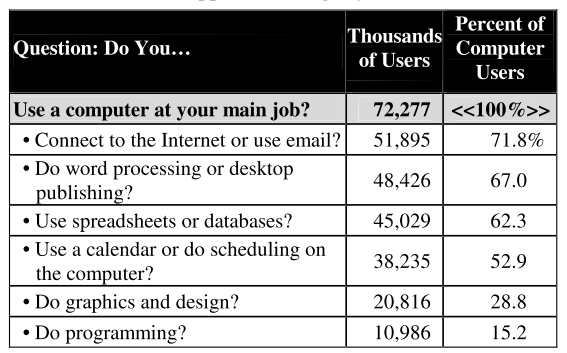 Question: Do You…
Thousands
of Users
Percent of
Computer
Users
Use a computer at your main job? 72,277 <<100%>>
• Connect to the Internet or use email? 51,895 71.8%
• Do word processing or desktop
publishing? 48,426 67.0
• Use spreadsheets or databases? 45,029 62.3
• Use a calendar or do scheduling on
the computer? 38,235 52.9
• Do graphics and design? 20,816 28.8
• Do programming? 10,986 15.2